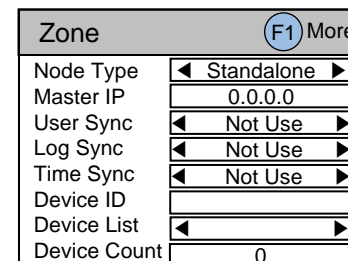 Zone F1 More
Node Type Standalone
Master IP 0.0.0.0
User Sync Not Use
Log Sync Not Use
Time Sync Not Use
Device ID
Device List
Device Count 0